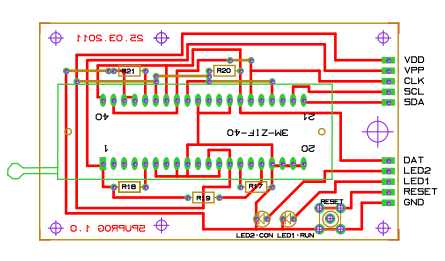 25.03.2011
VDD
R21
R20
VPP
CLK
SCL
SDA
40
21
3M-ZIF-40
1
20
DAT
LED2
R18
R17
LED1
R19
RESET
RESET
GND
SPUPROG 1.0
LED2-CON LED1-RUN